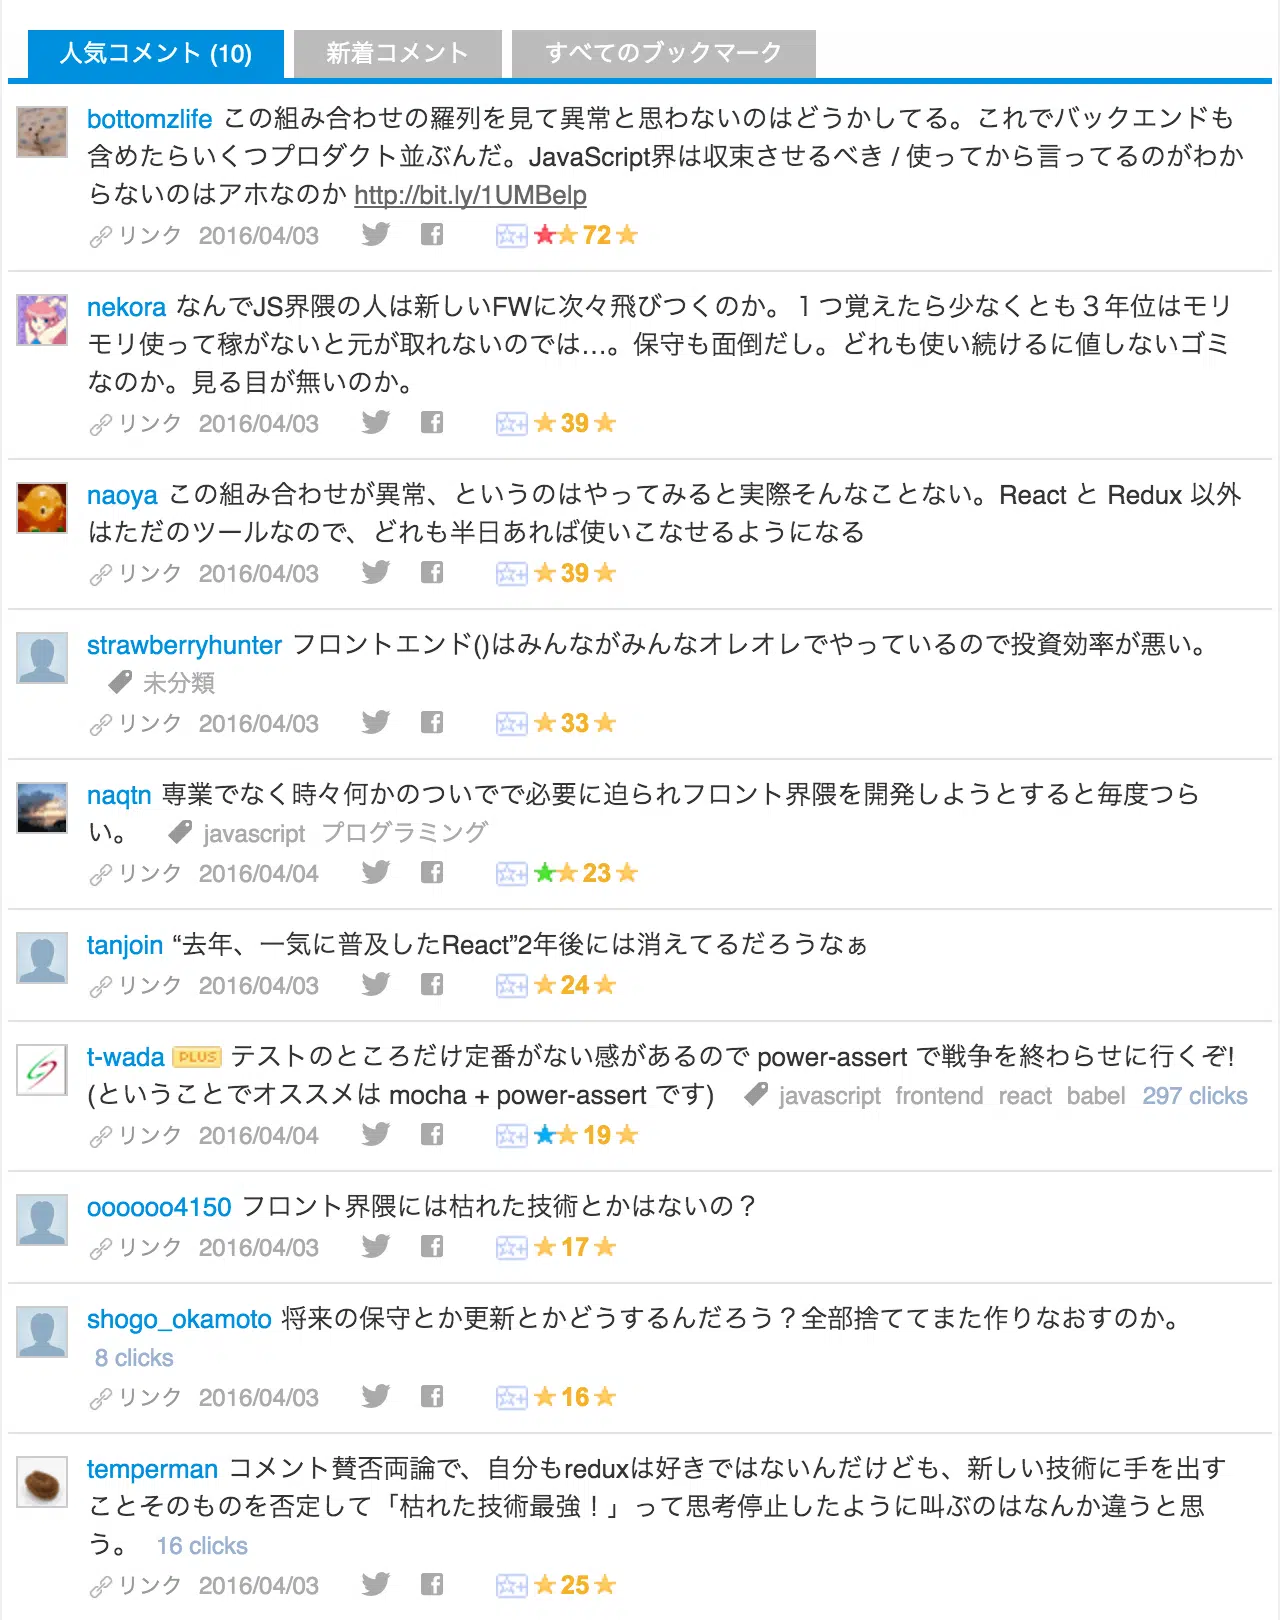 人気コメント (10) 新着コメント すべてのブックマーク
bottomzlife この組み合わせの羅列を見て異常と思わないのはどうかしてる。これでバックエンドも
含めたらいくつプロダクト並ぶんだ。JavaScript界は収束させるべき / 使ってから言ってるのがわか
らないのはアホなのか http://bit.ly/1UMBelp
リンク 2016/04/03 72
nekora なんでJS界隈の人は新しいFWに次々飛びつくのか。１つ覚えたら少なくとも３年位はモリ
モリ使って稼がないと元が取れないのでは…。保守も面倒だし。どれも使い続けるに値しないゴミ
なのか。見る目が無いのか。
リンク 2016/04/03 39
naoya この組み合わせが異常、というのはやってみると実際そんなことない。React と Redux 以外
はただのツールなので、どれも半日あれば使いこなせるようになる
リンク 2016/04/03 39
strawberryhunter フロントエンド()はみんながみんなオレオレでやっているので投資効率が悪い。
未分類
リンク 2016/04/03 33
naqtn 専業でなく時々何かのついでで必要に迫られフロント界隈を開発しようとすると毎度つら
い。 javascript プログラミング
リンク 2016/04/04 23
tanjoin “去年、一気に普及したReact”2年後には消えてるだろうなぁ
リンク 2016/04/03 24
t-wada PLUS テストのところだけ定番がない感があるので power-assert で戦争を終わらせに行くぞ!
(ということでオススメは mocha + power-assert です) javascript frontend react babel 297 clicks
リンク 2016/04/04 19
oooooo4150 フロント界隈には枯れた技術とかはないの？
リンク 2016/04/03 17
shogo_okamoto 将来の保守とか更新とかどうするんだろう？全部捨ててまた作りなおすのか。
8 clicks
リンク 2016/04/03 16
temperman コメント賛否両論で、自分もreduxは好きではないんだけども、新しい技術に手を出す
ことそのものを否定して「枯れた技術最強！」って思考停止したように叫ぶのはなんか違うと思
う。 16 clicks
リンク 2016/04/03 25